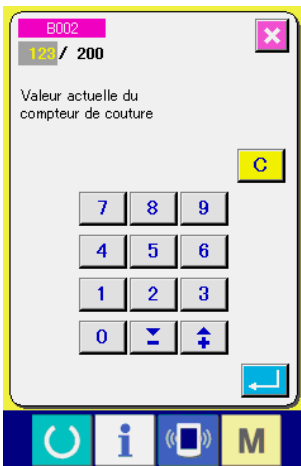 B002
123/ 200
Valeur actuelle du
compteur de couture
C
7 8 9
4 5 6
1 2 3
0
i
M